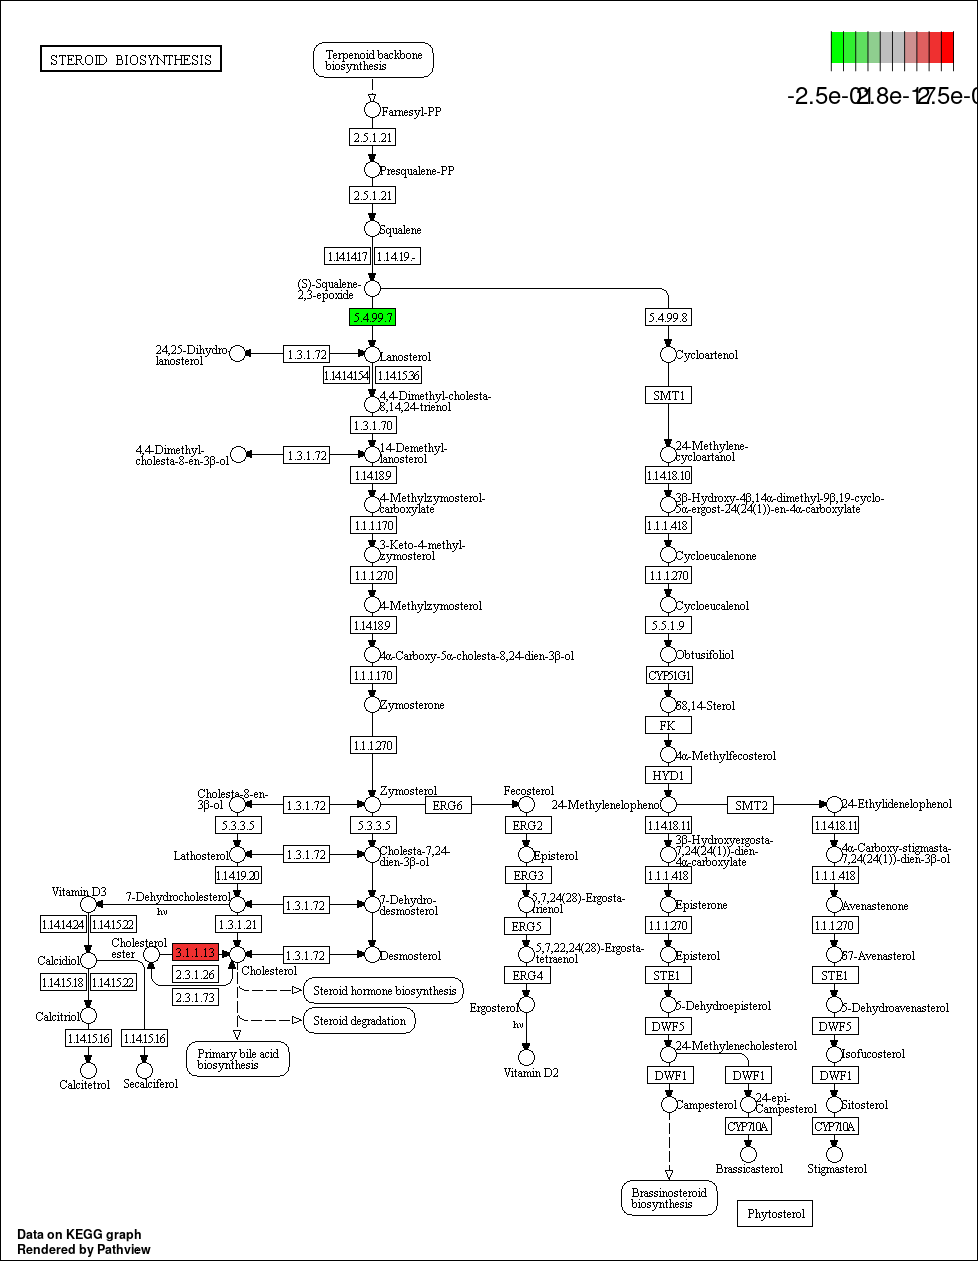 STEROID BIOSYNTHESIS
Terpenoid backbone
biosynthesis
Farnesyl-PP
2.5.1.21
Presqualene-PP
2.5.1.21
Squalene
1.14.14.17 1.14.19.-
(S)-Squalene-
2,3-epoxide
5.4.99.7 5.4.99.8
24,25-Dihydro
lanosterol
1.3.1.72
Lanosterol
Cycloartenol
1.14.14.154 1.14.15.36
4,4-Dimethyl-cholesta-
8,14,24-trienol
SMT1
1.3.1.70
4,4-Dimethyl-
cholesta-8-en-3β-ol
1.3.1.72
14-Demethyl-
lanosterol
24-Methylene-
cycloartanol
1.14.18.9 1.14.18.10
4-Methylzymosterol-
carboxylate
3β-Hydroxy-4β,14α-dimethyl-9β,19-cyclo-
5α-ergost-24(24(1))-en-4α-carboxylate
1.1.1.170 1.1.1.418
3-Keto-4-methyl-
zymosterol
Cycloeucalenone
1.1.1.270 1.1.1.270
4-Methylzymosterol Cycloeucalenol
1.14.18.9 5.5.1.9
4α-Carboxy-5α-cholesta-8,24-dien-3β-ol Obtusifoliol
1.1.1.170 CYP51G1
Zymosterone δ8,14-Sterol
FK
1.1.1.270
4α-Methylfecosterol
HYD1
Cholesta-8-en-
3β-ol
1.3.1.72
Zymosterol
ERG6
Fecosterol
24-Methylenelophenol
SMT2
24-Ethylidenelophenol
5.3.3.5 5.3.3.5 ERG2 1.14.18.11 1.14.18.11
Lathosterol
1.3.1.72
Cholesta-7,24-
dien-3β-ol
Episterol
3β-Hydroxyergosta-
7,24(24(1))-dien-
4α-carboxylate
4α-Carboxy-stigmasta-
7,24(24(1))-dien-3β-ol
1.14.19.20 ERG3 1.1.1.418 1.1.1.418
Vitamin D3
7-Dehydrocholesterol
hν
1.3.1.72
7-Dehydro-
desmosterol
5,7,24(28)-Ergosta-
trienol
Episterone
Avenastenone
1.14.14.24 1.14.15.22 1.3.1.21 ERG5 1.1.1.270 1.1.1.270
Calcidiol
Cholesterol
ester
3.1.1.13
2.3.1.26
2.3.1.73
Cholesterol
1.3.1.72
Desmosterol
5,7,22,24(28)-Ergosta-
tetraenol
Episterol
δ7-Avenasterol
1.14.15.18 1.14.15.22 ERG4 STE1 STE1
Steroid hormone biosynthesis
Calcitriol
Steroid degradation
Ergosterol
5-Dehydroepisterol
5-Dehydroavenasterol
1.14.15.16 1.14.15.16 hν DWF5 DWF5
Primary bile acid
biosynthesis
24-Methylenecholesterol
Isofucosterol
Calcitetrol Secalciferol Vitamin D2
DWF1 DWF1 DWF1
Campesterol
24-epi-
Campesterol
Sitosterol
CYP710A CYP710A
Brassicasterol Stigmasterol
Brassinosteroid
biosynthesis
Phytosterol
Data on KEGG graph
Rendered by Pathview